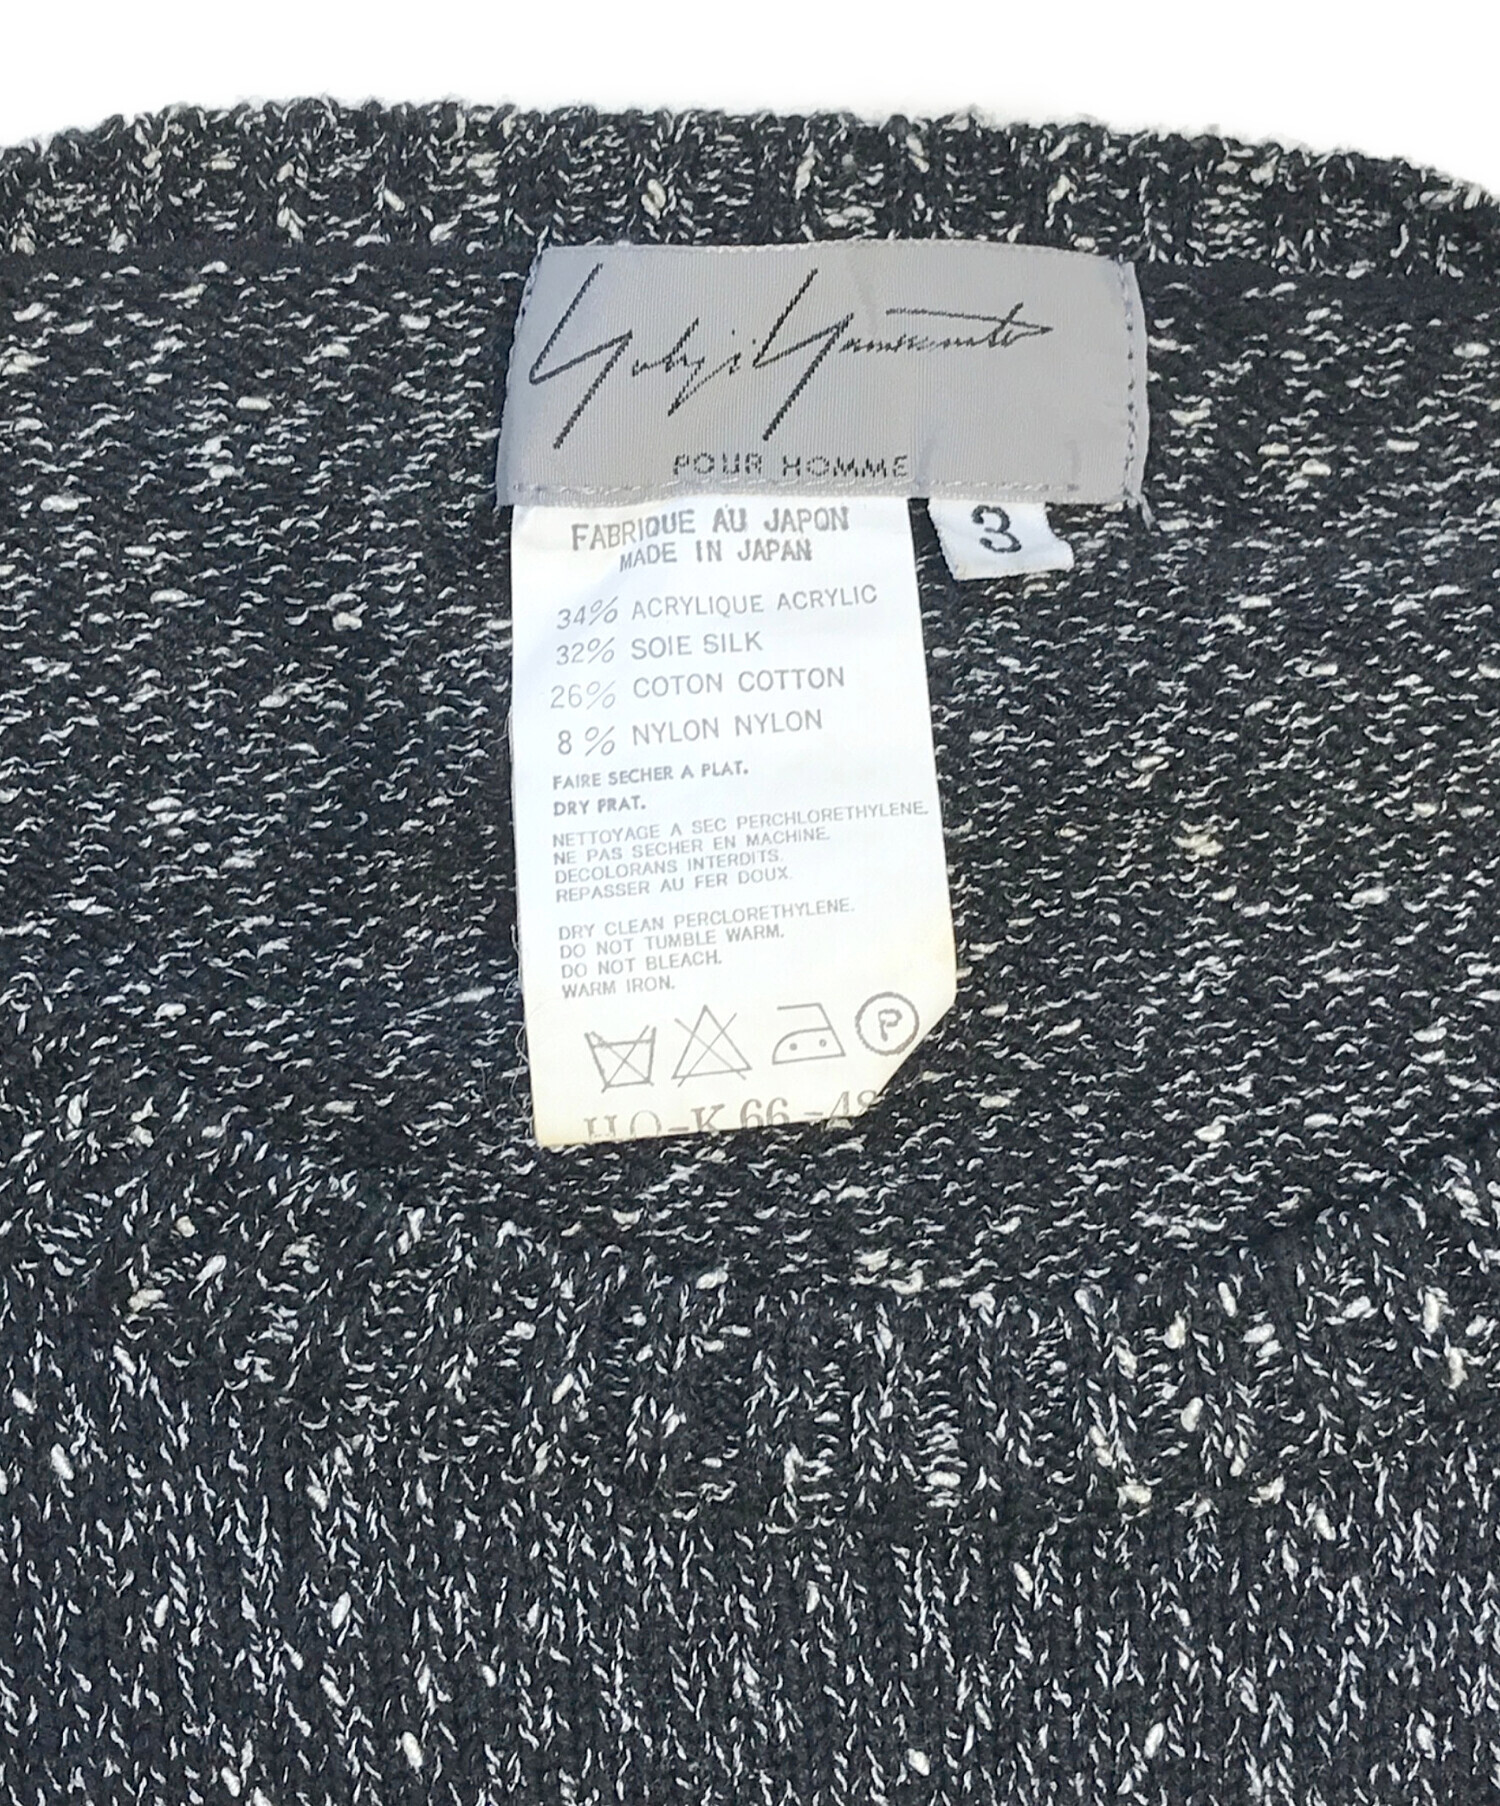 Yohji Yamamoto
POUR HOMME
3
FABRIQUE AU JAPON
MADE IN JAPAN
34% ACRYLIQUE ACRYLIC
32% SOIE SILK
26% COTON COTTON
8% NYLON NYLON
FAIRE SECHER A PLAT.
DRY PRAT.
NETTOYAGE A SEC PERCHLORETHYLENE.
NE PAS SECHER EN MACHINE.
DECOLORANS INTERDITS.
REPASSER AU FER DOUX.
DRY CLEAN PERCLORETHYLENE.
DO NOT TUMBLE WARM.
DO NOT BLEACH.
WARM IRON.
P